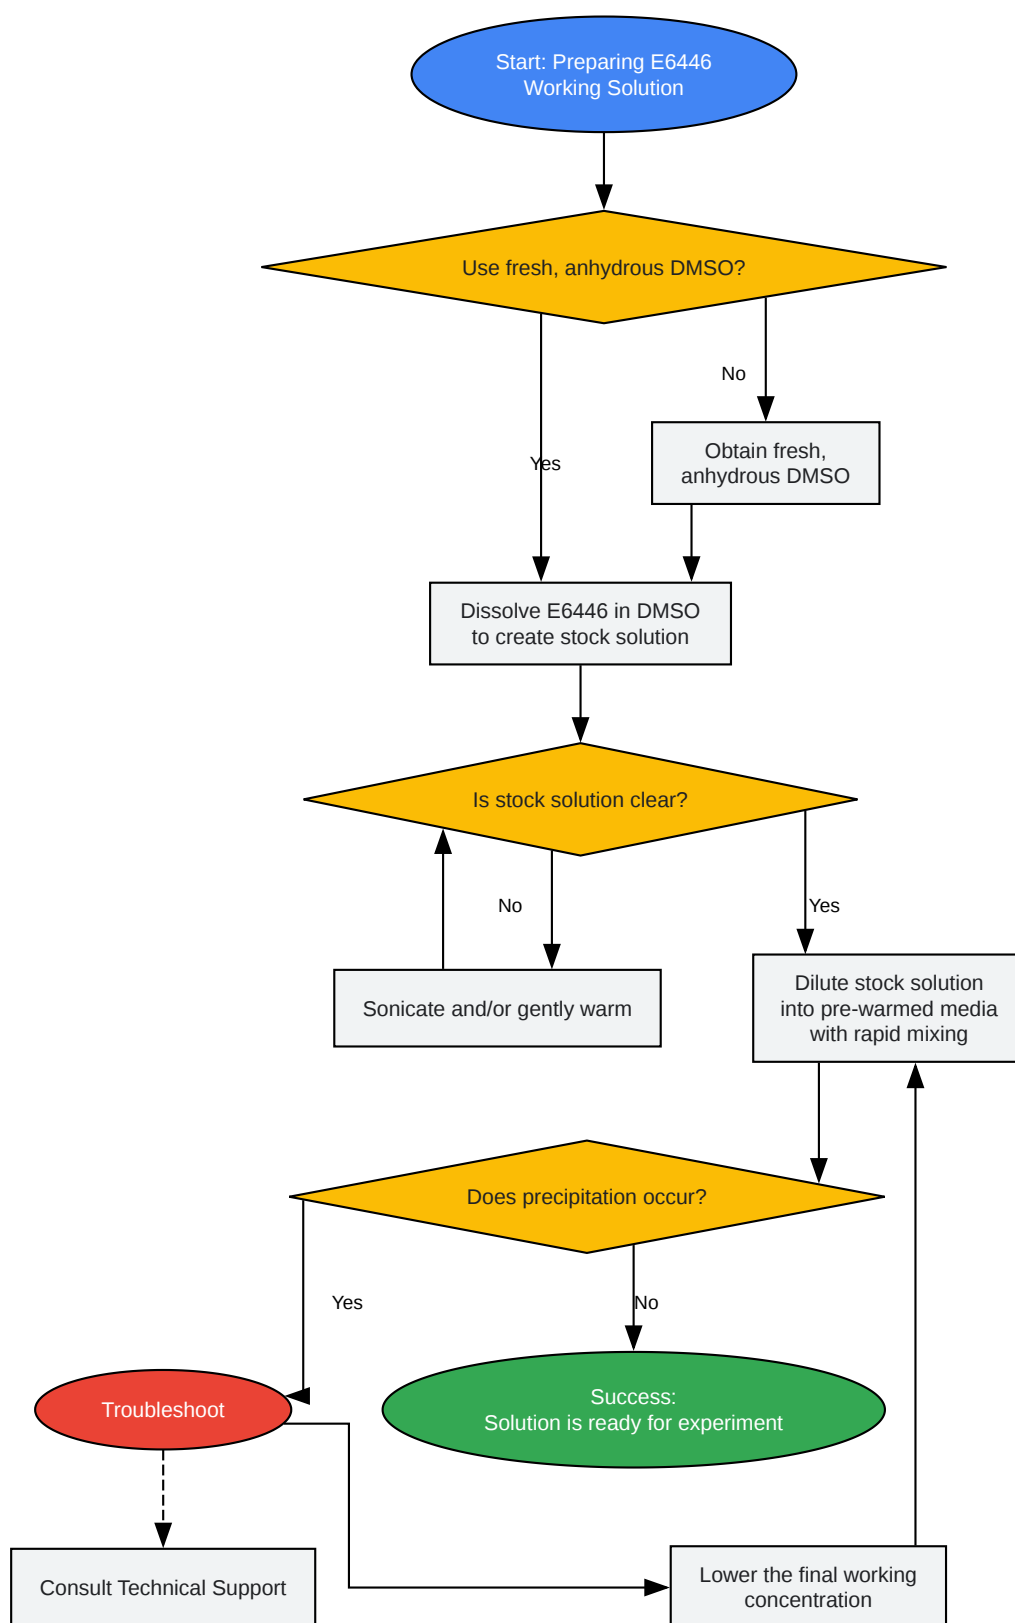 Start: Preparing E6446
Working Solution
Use fresh, anhydrous DMSO?
No
Obtain fresh,
anhydrous DMSO
Yes
Dissolve E6446 in DMSO
to create stock solution
Is stock solution clear?
No
Yes
Sonicate and/or gently warm
Dilute stock solution
into pre-warmed media
with rapid mixing
Does precipitation occur?
Yes
No
Troubleshoot
Success:
Solution is ready for experiment
Consult Technical Support
Lower the final working
concentration